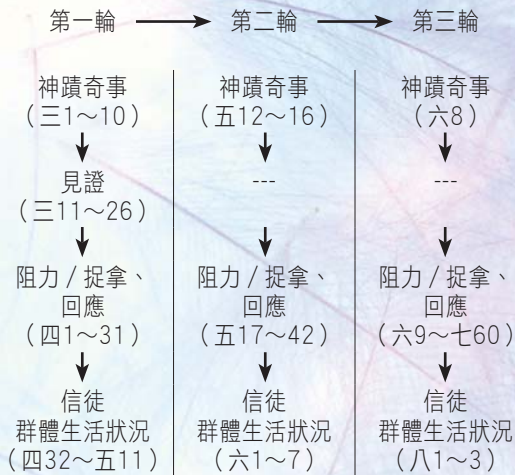 第一輪 第二輪 第三輪
神蹟奇事
（三1～10）
見證
（三11～26）
阻力 / 捉拿、
回應
（四1～31）
信徒
群體生活狀況
（四32～五11）
神蹟奇事
（五12～16）
---
阻力 / 捉拿、
回應
（五17～42）
信徒
群體生活狀況
（六1～7）
神蹟奇事
（六8）
---
阻力 / 捉拿、
回應
（六9～七60）
信徒
群體生活狀況
（八1～3）